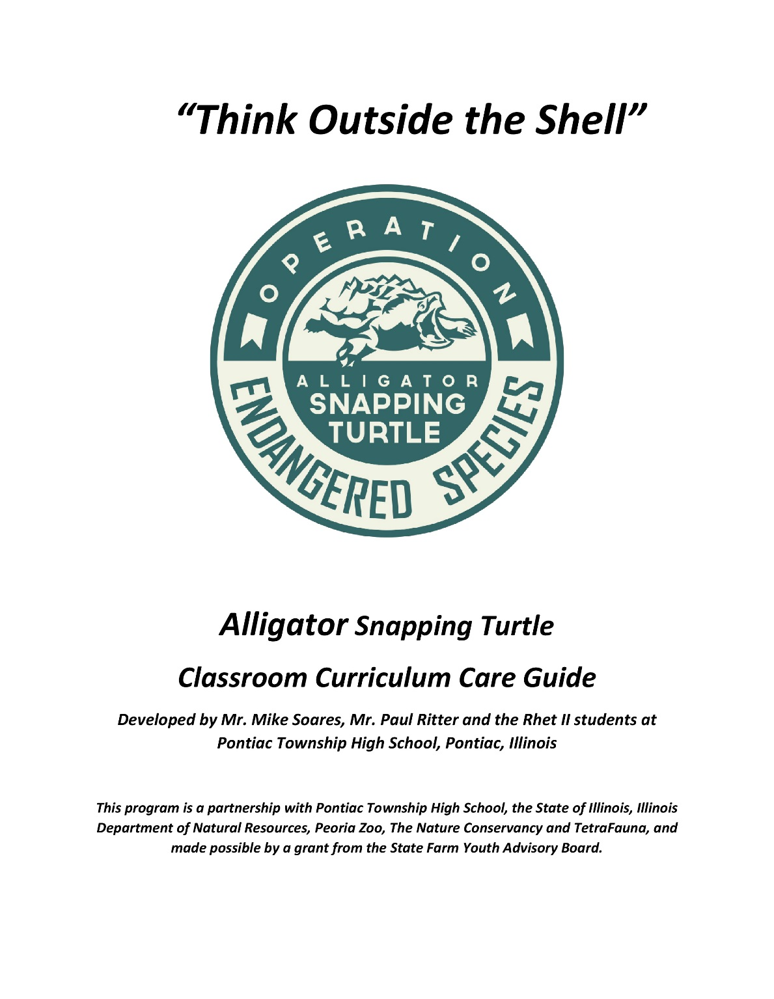 “Think Outside the Shell”
OPERATION
ALLIGATOR
SNAPPING
TURTLE
ENDANGERED SPECIES
Alligator Snapping Turtle
Classroom Curriculum Care Guide
Developed by Mr. Mike Soares, Mr. Paul Ritter and the Rhet II students at
Pontiac Township High School, Pontiac, Illinois
This program is a partnership with Pontiac Township High School, the State of Illinois, Illinois
Department of Natural Resources, Peoria Zoo, The Nature Conservancy and TetraFauna, and
made possible by a grant from the State Farm Youth Advisory Board.